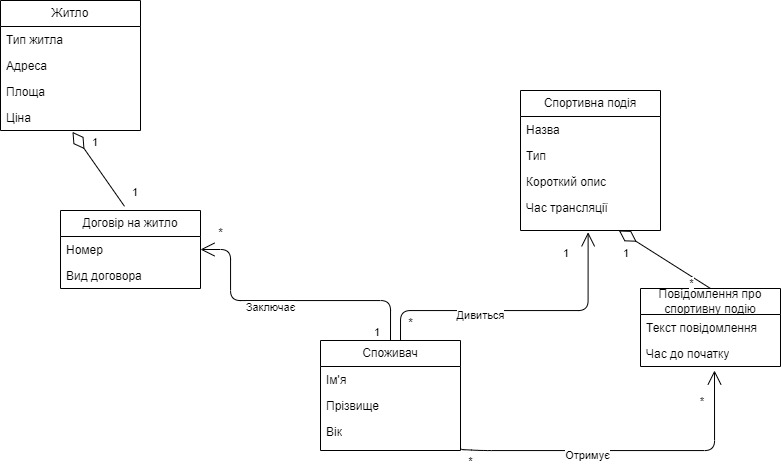 Житло
Тип житла
Адреса
Площа
Ціна
1
1
Договір на житло
Номер
Вид договора
*
Заключає
1
Споживач
Ім'я
Прізвище
Вік
*
Дивиться
1
Спортивна подія
Назва
Тип
Короткий опис
Час трансляції
1
*
Повідомлення про
спортивну подію
Текст повідомлення
Час до початку
*
Отримує
*